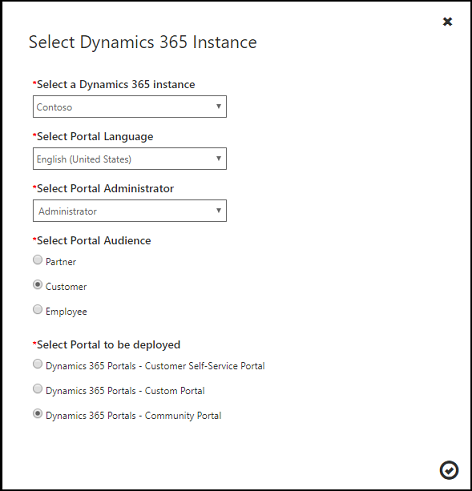 Select Dynamics 365 Instance
*Select a Dynamics 365 instance
Contoso
*Select Portal Language
English (United States)
*Select Portal Administrator
Administrator
*Select Portal Audience
Partner
Customer
Employee
*Select Portal to be deployed
Dynamics 365 Portals - Customer Self-Service Portal
Dynamics 365 Portals - Custom Portal
Dynamics 365 Portals - Community Portal